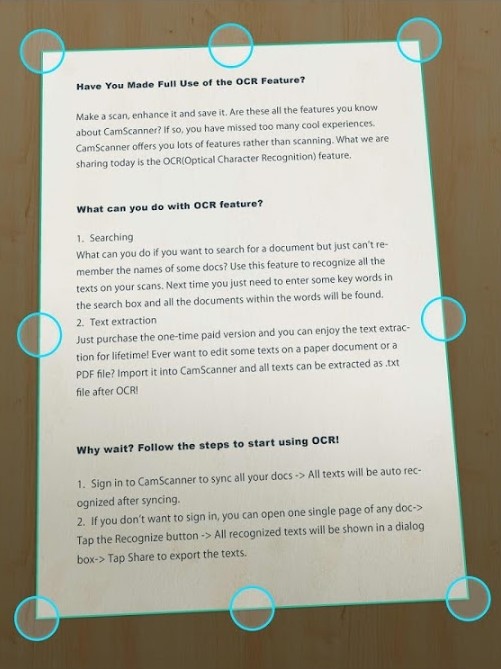 Have You Made Full Use of the OCR Feature?
Make a scan, enhance it and save it. Are these all the features you know
about CamScanner? If so, you have missed too many cool experiences.
CamScanner offers you lots of features rather than scanning. What we are
sharing today is the OCR(Optical Character Recognition) feature.
What can you do with OCR feature?
1. Searching
What can you do if you want to search for a document but just can't re-
member the names of some docs? Use this feature to recognize all the
texts on your scans. Next time you just need to enter some key words in
the search box and all the documents within the words will be found.
2. Text extraction
Just purchase the one-time paid version and you can enjoy the text extrac-
tion for lifetime! Ever want to edit some texts on a paper document or a
PDF file? Import it into CamScanner and all texts can be extracted as .txt
file after OCR!
Why wait? Follow the steps to start using OCR!
1. Sign in to CamScanner to sync all your docs -> All texts will be auto rec-
ognized after syncing.
2. If you don't want to sign in, you can open one single page of any doc->
Tap the Recognize button -> All recognized texts will be shown in a dialog
box-> Tap Share to export the texts.